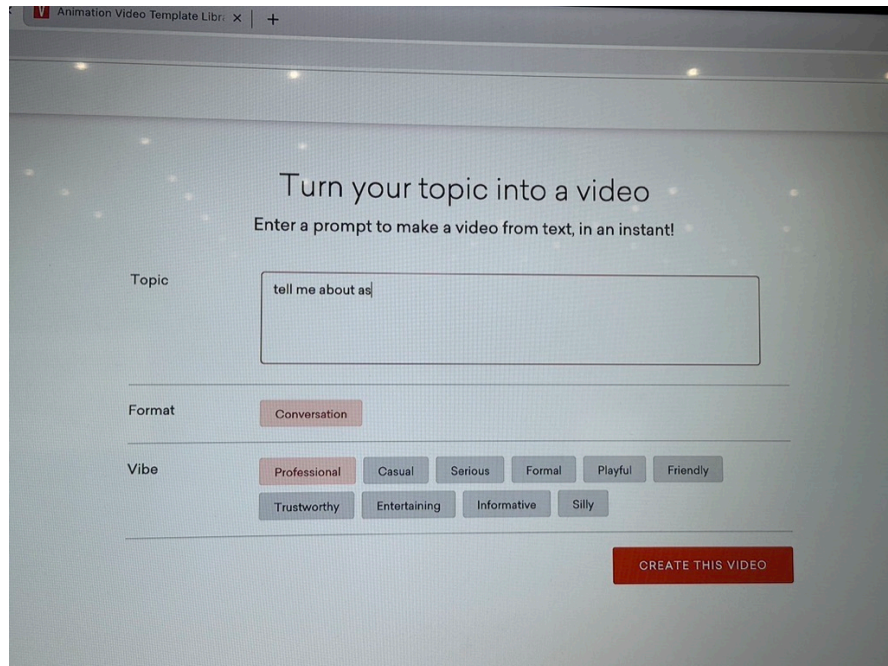 V Animation Video Template Libr
Turn your topic into a video
Enter a prompt to make a video from text, in an instant!
Topic
tell me about as
Format
Conversation
Vibe
Professional Casual Serious Formal Playful Friendly
Trustworthy Entertaining Informative Silly
CREATE THIS VIDEO